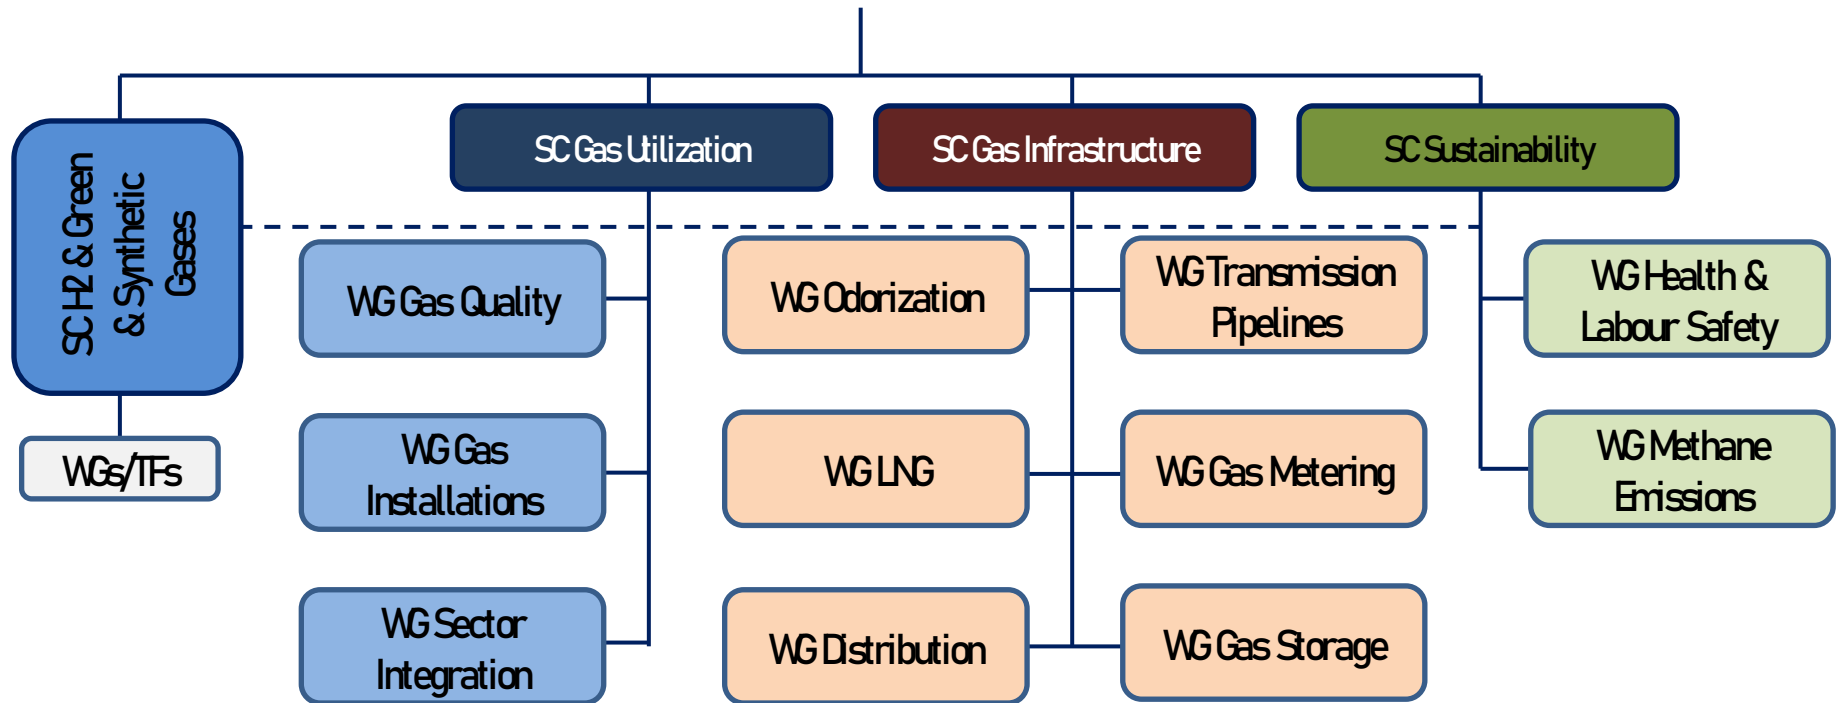 SC H2 & Green
& Synthetic
Gases
WGs/TFs
SC Gas Utilization
WG Gas Quality
WG Gas
Installations
WG Sector
Integration
SC Gas Infrastructure
WG Odorization
WG Transmission
Pipelines
WG LNG
WG Gas Metering
WG Distribution
WG Gas Storage
SC Sustainability
WG Health &
Labour Safety
WG Methane
Emissions